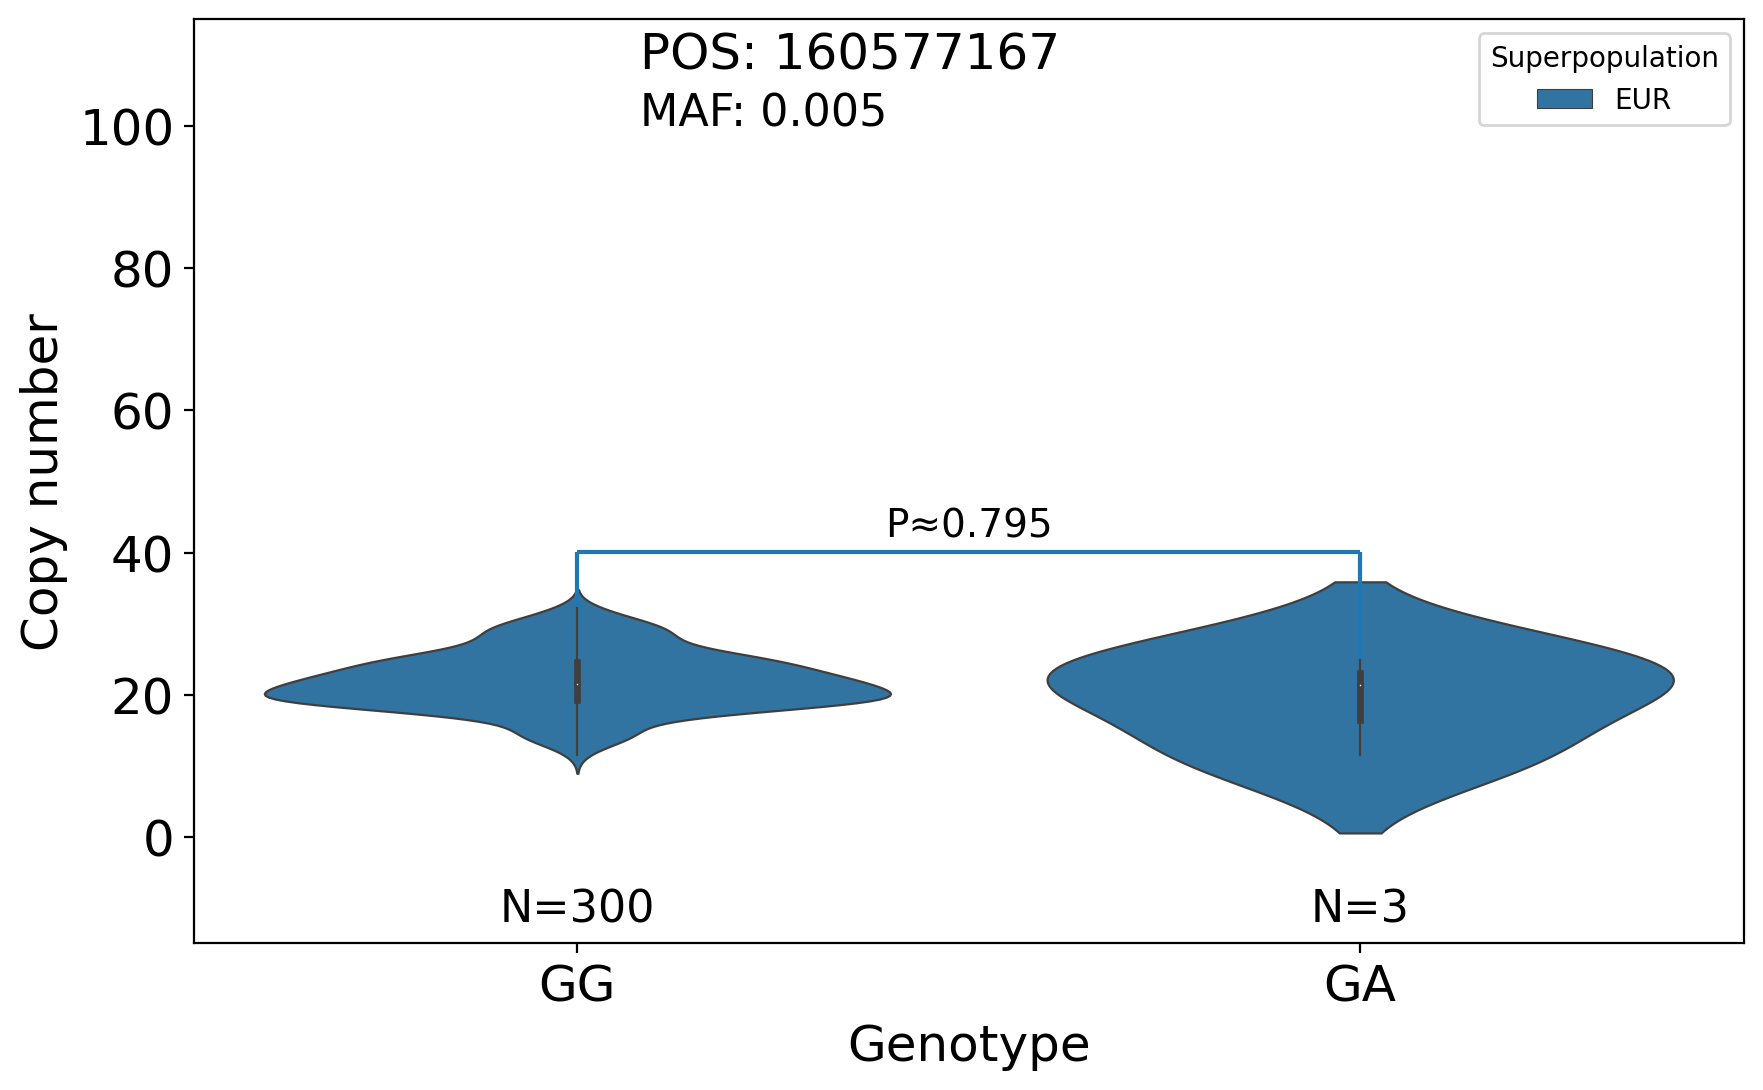 POS: 160577167
MAF: 0.005
Superpopulation
EUR
100
80
60
40
20
0
Copy number
P≈0.795
N=300
N=3
GG
GA
Genotype